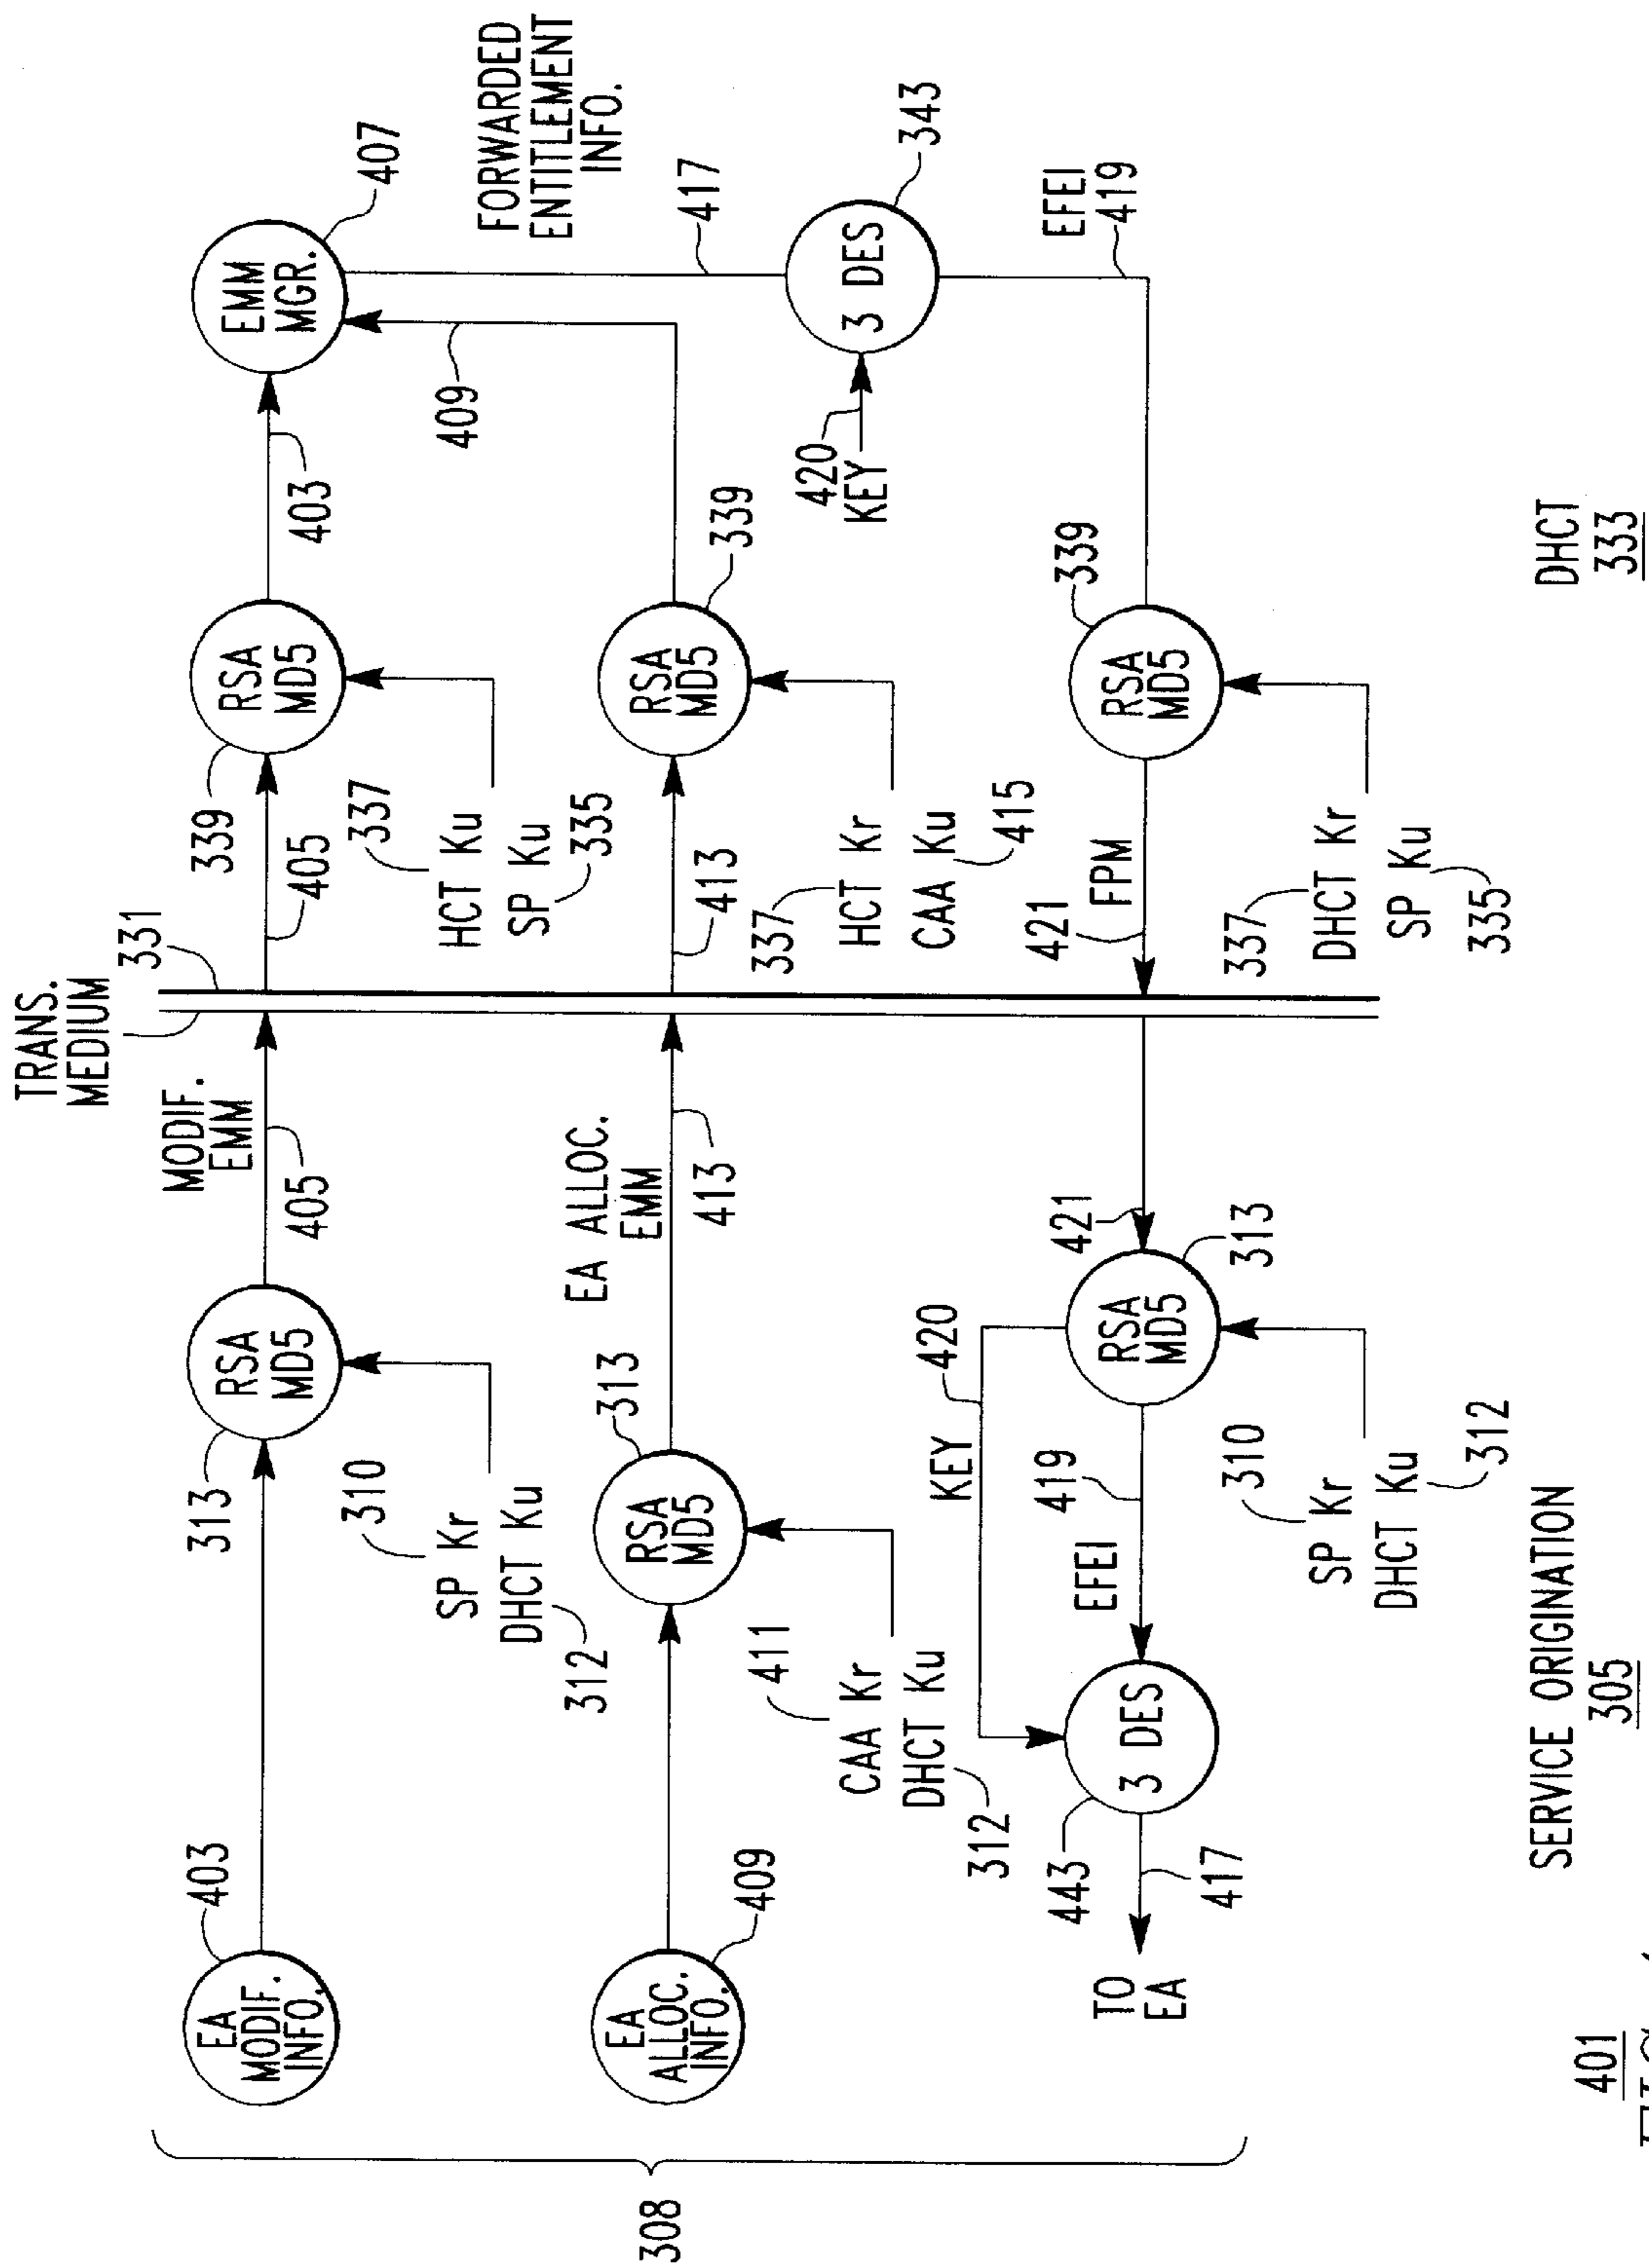 TRANS.
MEDIUM
331
EA
MODIF.
INFO.
403
313
RSA
MD5
310
SP Kr
DHCT Ku
312
MODIF.
EMM
405
405
339
RSA
MD5
337
HCT Ku
SP Ku
335
403
EMM
MGR.
407
409
EA
ALLOC.
INFO.
409
RSA
MD5
313
411
CAA Kr
DHCT Ku
312
EA ALLOC.
EMM
413
413
RSA
MD5
339
337
HCT Kr
CAA Ku
415
FORWARDED
ENTITLEMENT
INFO.
417
3 DES
343
420
KEY
EFEI
419
TO
EA
417
443
3 DES
KEY
420
EFEI
419
RSA
MD5
313
310
SP Kr
DHCT Ku
312
421
421
FPM
RSA
MD5
339
337
DHCT Kr
SP Ku
335
308
SERVICE ORIGINATION
305
DHCT
333
401